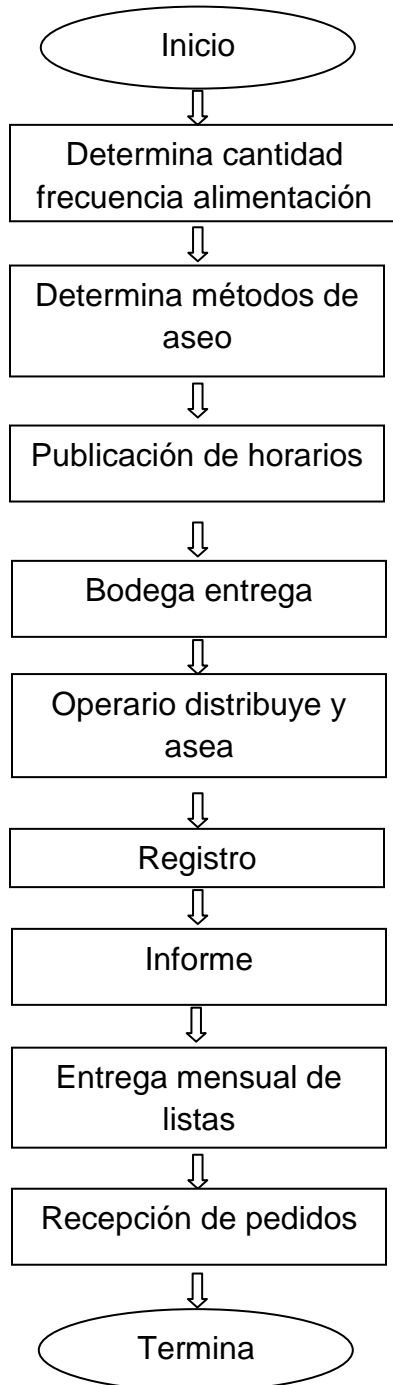 Inicio
Determina cantidad
frecuencia alimentación
Determina métodos de
aseo
Publicación de horarios
Bodega entrega
Operario distribuye y
asea
Registro
Informe
Entrega mensual de
listas
Recepción de pedidos
Termina